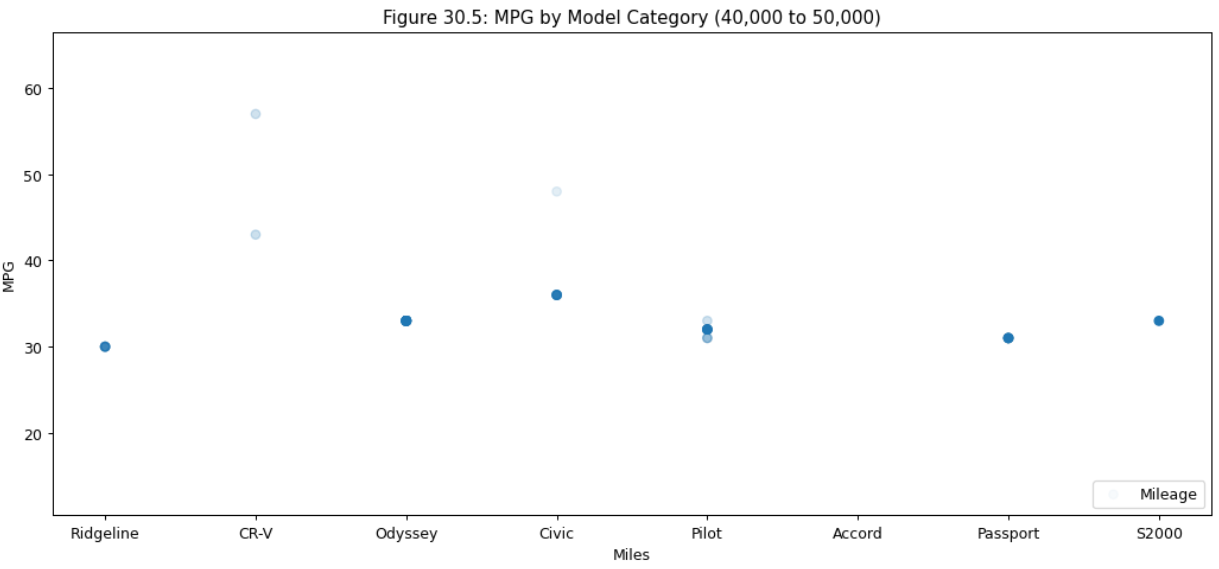 Figure 30.5: MPG by Model Category (40,000 to 50,000)
60
50
40
30
20
MPG
Mileage
Ridgeline CR-V Odyssey Civic Pilot Accord Passport S2000
Miles